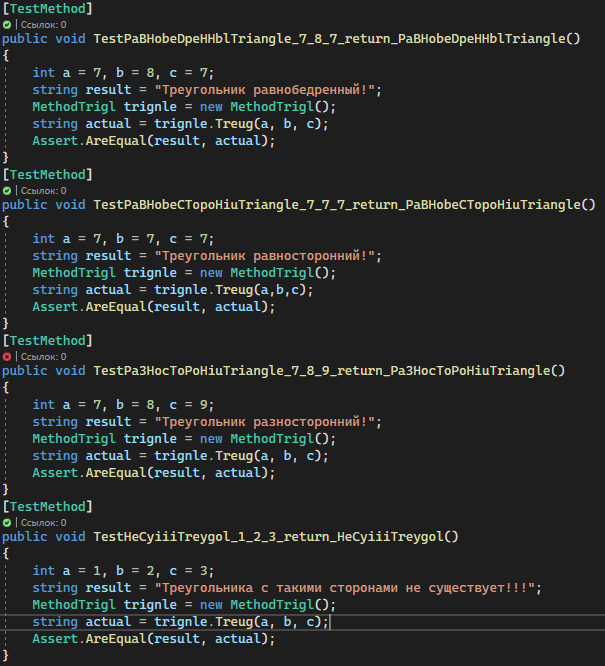 [TestMethod]
| Ссылок: 0
public void TestPaBHobeDpeHHblTriangle_7_8_7_return_PaBHobeDpeHHblTriangle()
{
int a = 7, b = 8, c = 7;
string result = "Треугольник равнобедренный!";
MethodTrigl trignle = new MethodTrigl();
string actual = trignle.Treug(a, b, c);
Assert.AreEqual(result, actual);
}
[TestMethod]
| Ссылок: 0
public void TestPaBHobeCTopoHiuTriangle_7_7_7_return_PaBHobeCTopoHiuTriangle()
{
int a = 7, b = 7, c = 7;
string result = "Треугольник равносторонний!";
MethodTrigl trignle = new MethodTrigl();
string actual = trignle.Treug(a,b,c);
Assert.AreEqual(result, actual);
}
[TestMethod]
| Ссылок: 0
public void TestPa3HocToPoHiuTriangle_7_8_9_return_Pa3HocToPoHiuTriangle()
{
int a = 7, b = 8, c = 9;
string result = "Треугольник разносторонний!";
MethodTrigl trignle = new MethodTrigl();
string actual = trignle.Treug(a, b, c);
Assert.AreEqual(result, actual);
}
[TestMethod]
| Ссылок: 0
public void TestHeCyiiiTreygol_1_2_3_return_HeCyiiiTreygol()
{
int a = 1, b = 2, c = 3;
string result = "Треугольника с такими сторонами не существует!!!";
MethodTrigl trignle = new MethodTrigl();
string actual = trignle.Treug(a, b, c);
Assert.AreEqual(result, actual);
}